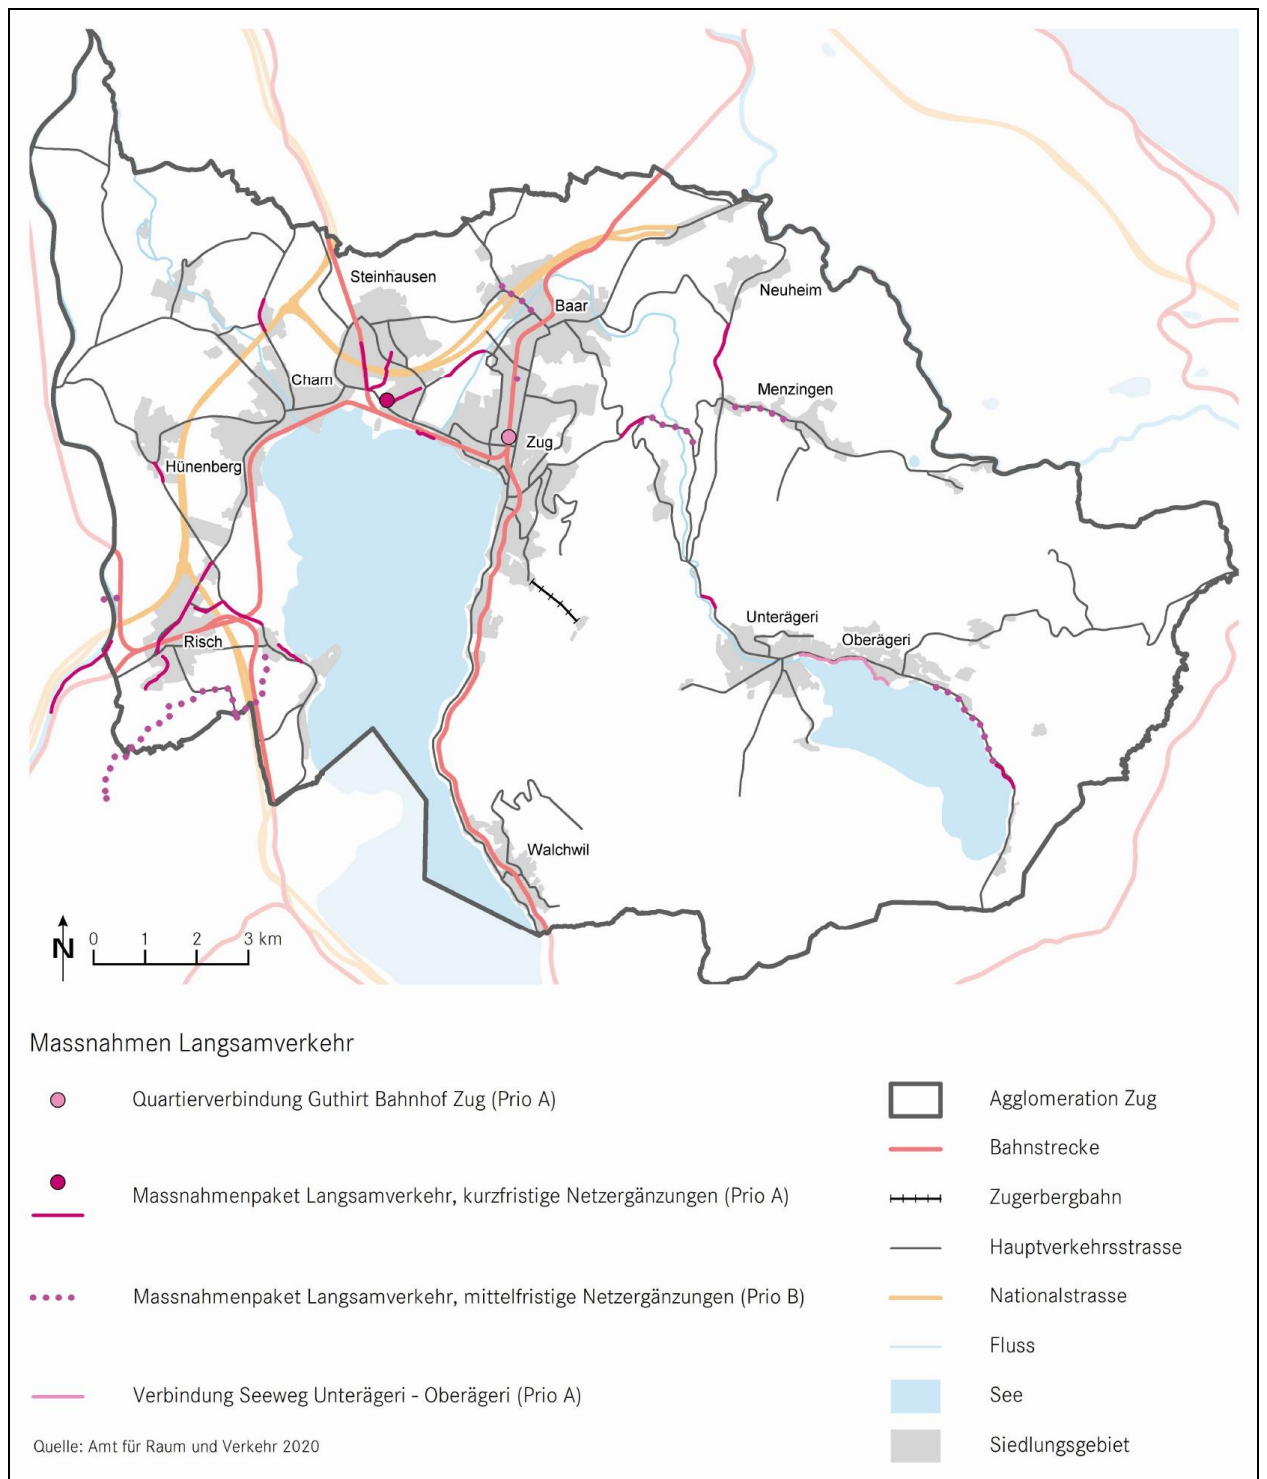 Steinhausen
Baar
Neuheim
Cham
Menzingen
Zug
Hünenberg
Unterägeri
Oberägeri
Risch
Walchwil
N
0 1 2 3 km
Massnahmen Langsamverkehr
Quartierverbindung Guthirt Bahnhof Zug (Prio A)
Massnahmenpaket Langsamverkehr, kurzfristige Netzergänzungen (Prio A)
Massnahmenpaket Langsamverkehr, mittelfristige Netzergänzungen (Prio B)
Verbindung Seeweg Unterägeri - Oberägeri (Prio A)
Agglomeration Zug
Bahnstrecke
Zugerbergbahn
Hauptverkehrsstrasse
Nationalstrasse
Fluss
See
Siedlungsgebiet
Quelle: Amt für Raum und Verkehr 2020